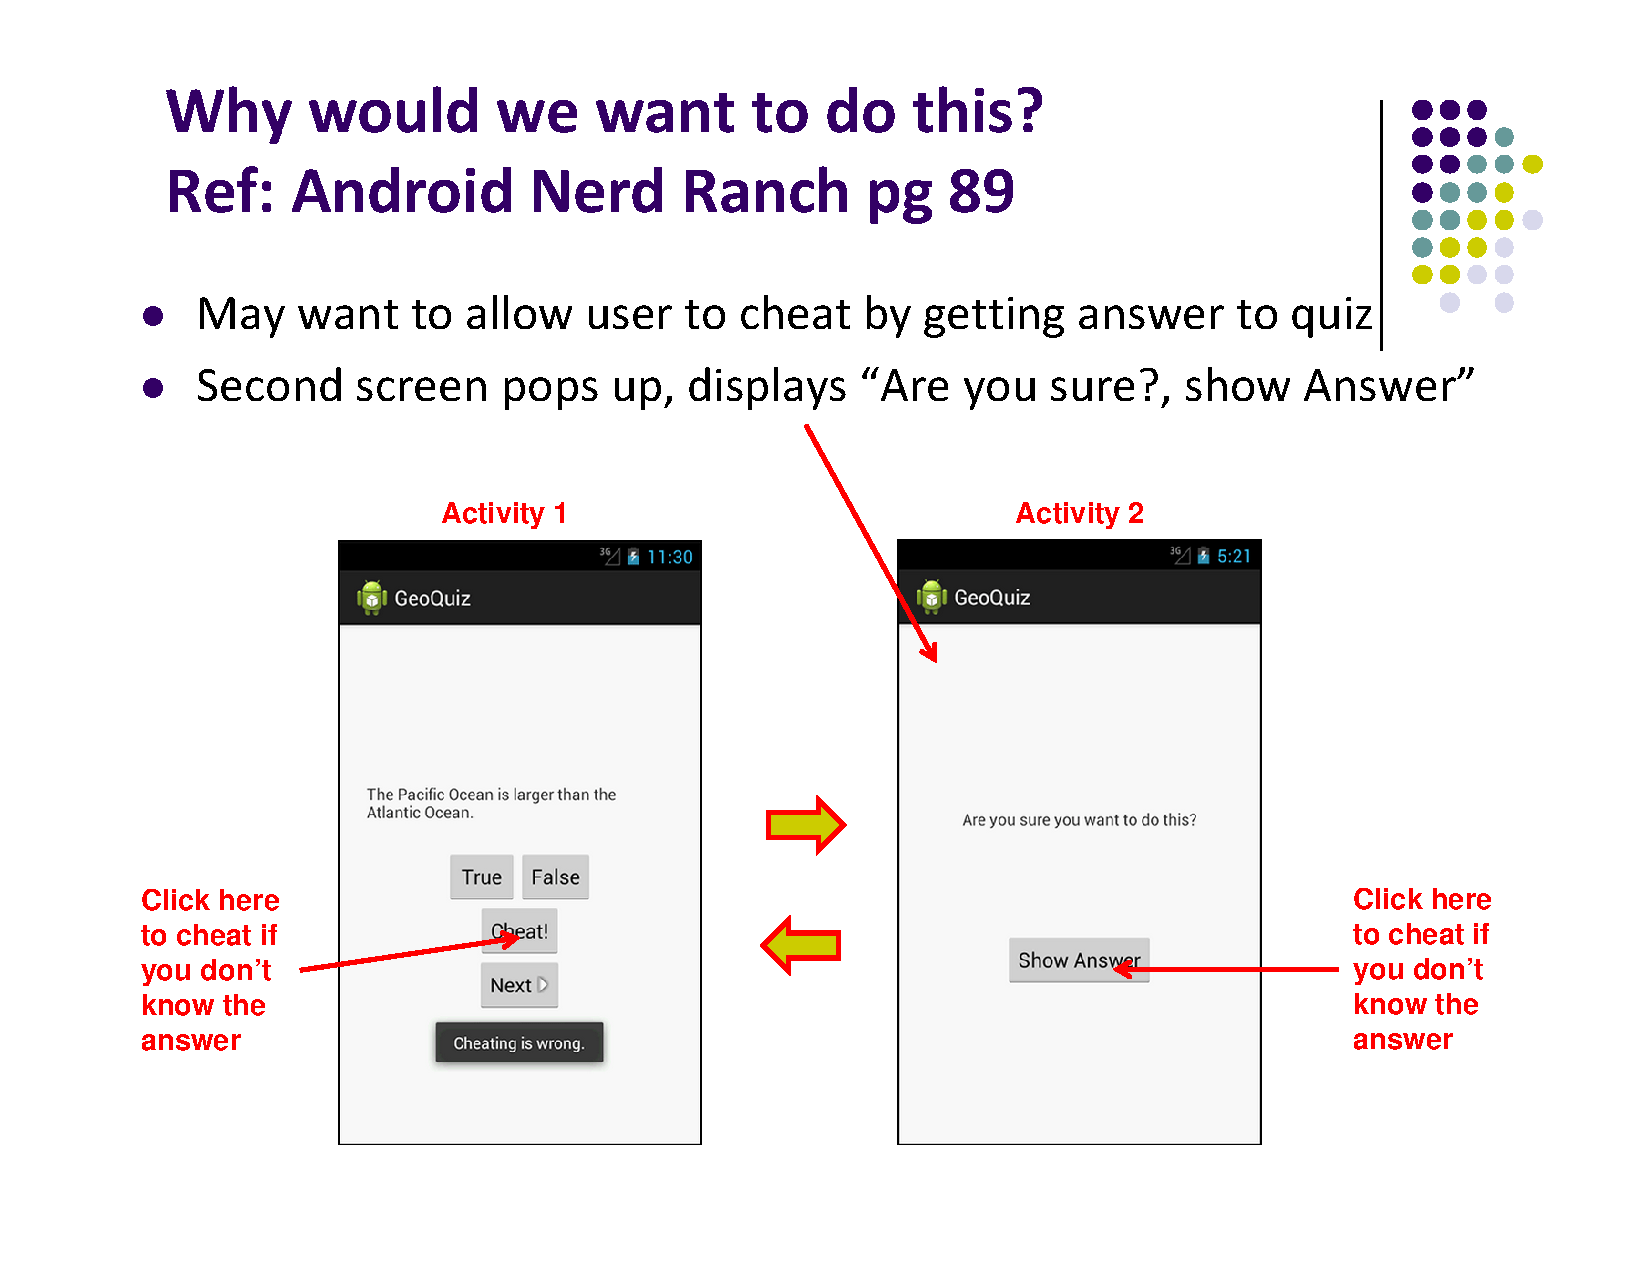 Why would we want to do this?
Ref: Android Nerd Ranch pg 89
May want to allow user to cheat by getting answer to quiz
Second screen pops up, displays “Are you sure?, show Answer”
Activity 1
3G 11:30
GeoQuiz
The Pacific Ocean is larger than the
Atlantic Ocean.
True False
Cheat!
Next
Cheating is wrong.
Click here
to cheat if
you don’t
know the
answer
Activity 2
3G 5:21
GeoQuiz
Are you sure you want to do this?
Show Answer
Click here
to cheat if
you don’t
know the
answer